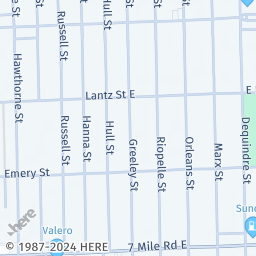 Russell St
Hull St
Hawthorne St
Lantz St E
E
Russell St
Hanna St
Hull St
Greeley St
Riopelle St
Orleans St
Marx St
Dequindre St
Emery St
Valero
here
© 1987-2024 HERE
7 Mile Rd E